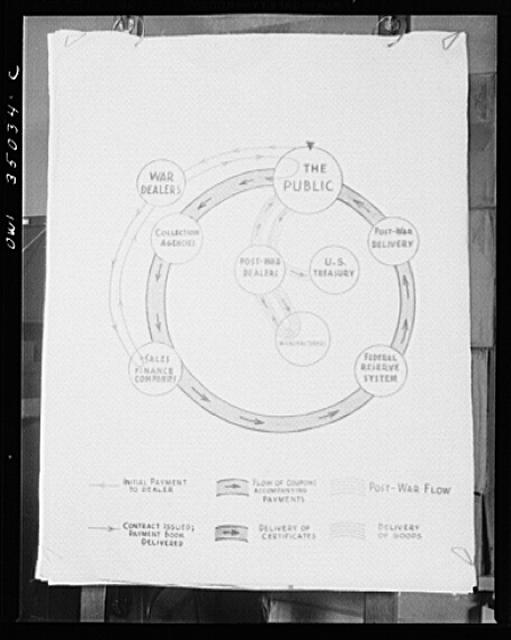 OWI 35034-C
WAR
DEALERS
THE
PUBLIC
COLLECTION
AGENCIES
POST-WAR
DELIVERY
POST-WAR
DEALERS
U.S.
TREASURY
MANUFACTURERS
SALES
FINANCE
COMPANIES
FEDERAL
RESERVE
SYSTEM
INITIAL PAYMENT
TO DEALER
FLOW OF COUPONS
ACCOMPANYING
PAYMENTS
POST-WAR FLOW
CONTRACT ISSUED;
PAYMENT BOOK
DELIVERED
DELIVERY OF
CERTIFICATES
DELIVERY
OF GOODS